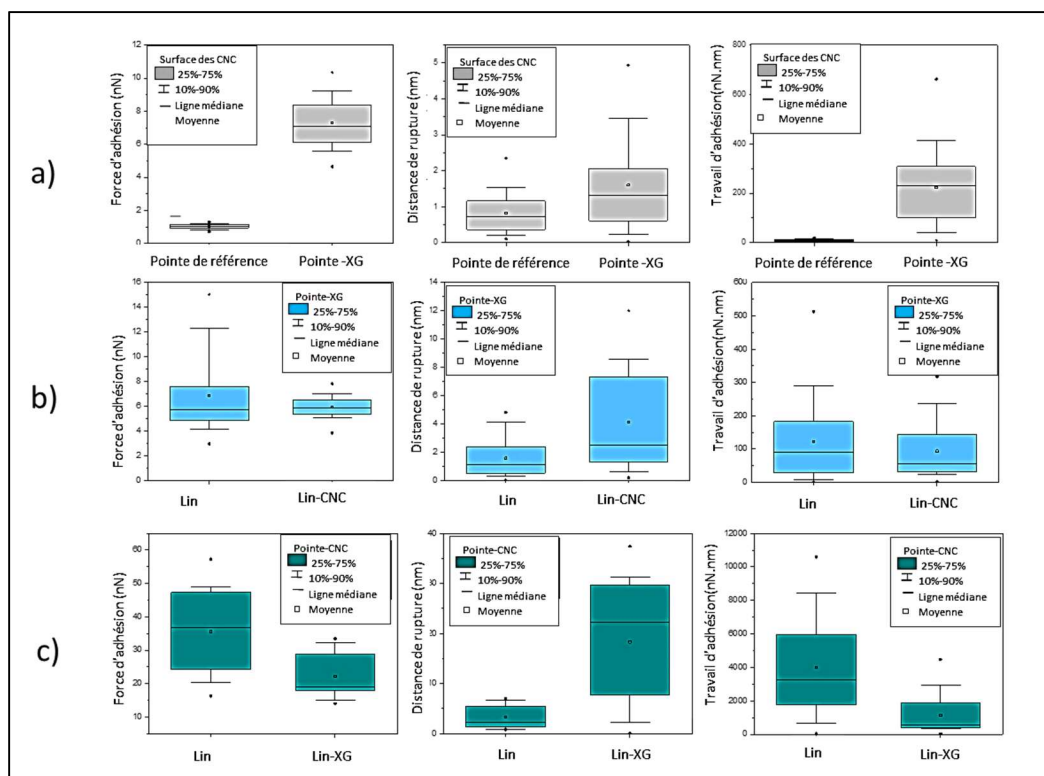 a)
Force d'adhésion (nN)
12
10
8
6
4
2
0
Surface des CNC
25%-75%
10%-90%
Ligne médiane
Moyenne
Pointe de référence
Pointe -XG
Distance de rupture (nm)
5
4
3
2
1
0
Surface des CNC
25%-75%
10%-90%
Ligne médiane
Moyenne
Pointe de référence
Pointe -XG
Travail d'adhésion (nN.nm)
800
600
400
200
0
Surface des CNC
25%-75%
10%-90%
Ligne médiane
Moyenne
Pointe de référence
Pointe -XG
b)
Force d'adhésion (nN)
16
14
12
10
8
6
4
2
0
Pointe-XG
25%-75%
10%-90%
Ligne médiane
Moyenne
Lin
Lin-CNC
Distance de rupture (nm)
14
12
10
8
6
4
2
0
Pointe-XG
25%-75%
10%-90%
Ligne médiane
Moyenne
Lin
Lin-CNC
Travail d'adhésion(nN.nm)
500
400
300
200
100
0
Pointe-XG
25%-75%
10%-90%
Ligne médiane
Moyenne
Lin
Lin-CNC
c)
Force d'adhésion (nN)
60
50
40
30
20
10
Pointe-CNC
25%-75%
10%-90%
Ligne médiane
Moyenne
Lin
Lin-XG
Distance de rupture (nm)
40
30
10
0
Pointe-CNC
25%-75%
10%-90%
Ligne médiane
Moyenne
Lin
Lin-XG
Travail d'adhésion(nN.nm)
12000
10000
8000
6000
4000
2000
0
Pointe-CNC
25%-75%
10%-90%
Ligne médiane
Moyenne
Lin
Lin-XG